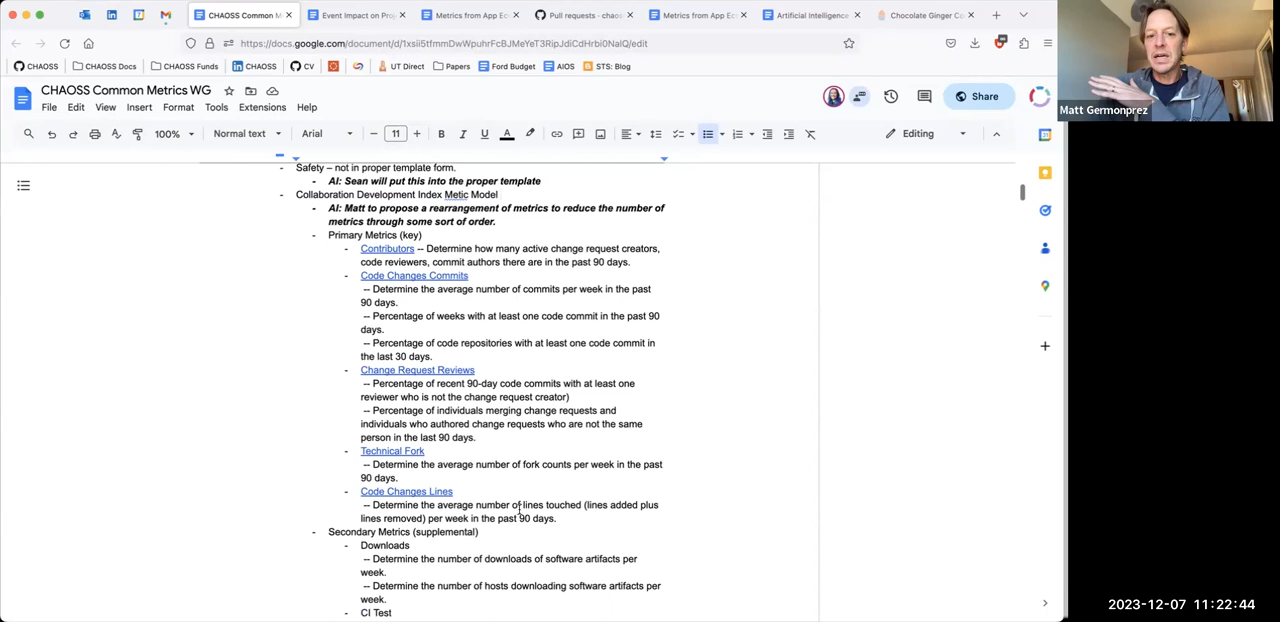 CHAOSS Common M
Event Impact on Proj
Metrics from App Ec
Pull requests · chaos
Metrics from App Ec
Artificial Intelligence
Chocolate Ginger Ca
https://docs.google.com/document/d/1xsii5tfmmDwWpuhrFcBJMeYeT3RipJdiCdHrbi0NalQ/edit
CHAOSS
CHAOSS Docs
CHAOSS Funds
CHAOSS
CV
UT Direct
Papers
Ford Budget
AIOS
STS: Blog
CHAOSS Common Metrics WG
File Edit View Insert Format Tools Extensions Help
Share
100% Normal text Arial 11 Editing
Safety – not in proper template form.
AI: Sean will put this into the proper template
Collaboration Development Index Metic Model
AI: Matt to propose a rearrangement of metrics to reduce the number of
metrics through some sort of order.
Primary Metrics (key)
Contributors -- Determine how many active change request creators,
code reviewers, commit authors there are in the past 90 days.
Code Changes Commits
-- Determine the average number of commits per week in the past
90 days.
-- Percentage of weeks with at least one code commit in the past 90
days.
-- Percentage of code repositories with at least one code commit in
the last 30 days.
Change Request Reviews
-- Percentage of recent 90-day code commits with at least one
reviewer who is not the change request creator)
-- Percentage of individuals merging change requests and
individuals who authored change requests who are not the same
person in the last 90 days.
Technical Fork
-- Determine the average number of fork counts per week in the past
90 days.
Code Changes Lines
-- Determine the average number of lines touched (lines added plus
lines removed) per week in the past 90 days.
Secondary Metrics (supplemental)
Downloads
-- Determine the number of downloads of software artifacts per
week.
-- Determine the number of hosts downloading software artifacts per
week.
CI Test
Matt Germonprez
2023-12-07 11:22:44